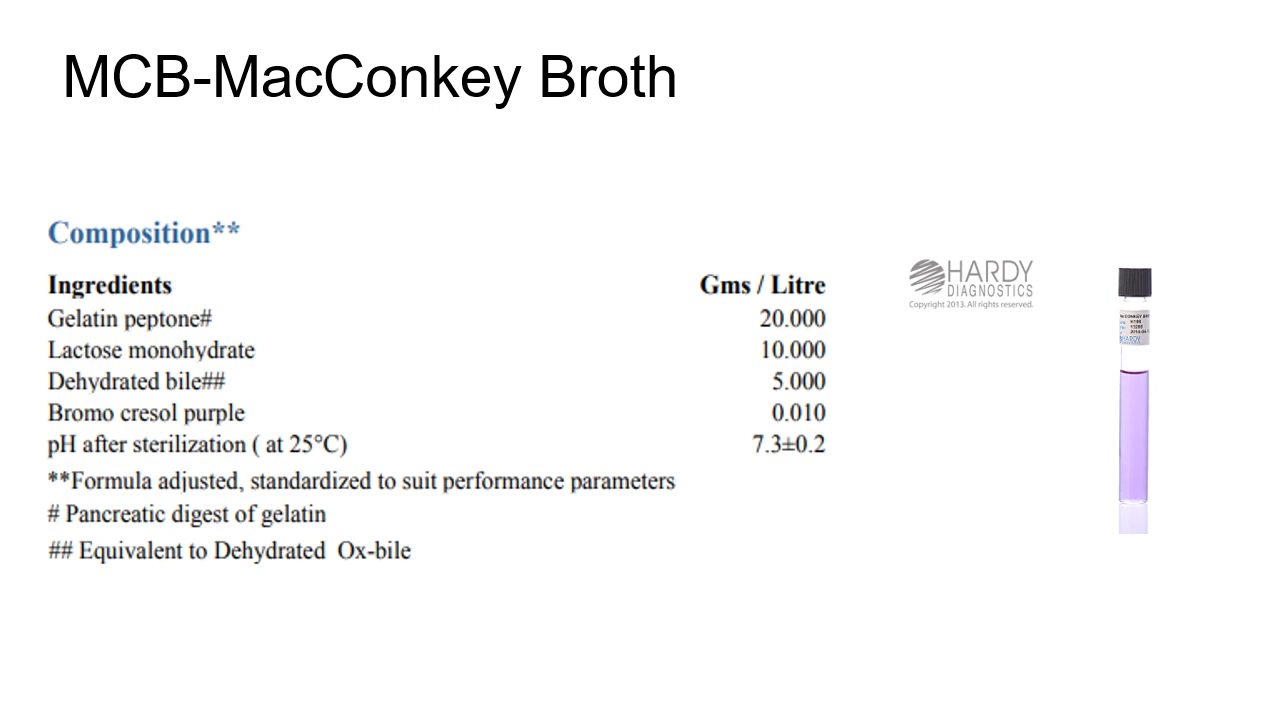 MCB-MacConkey Broth
Composition**
Ingredients Gms / Litre
Gelatin peptone# 20.000
Lactose monohydrate 10.000
Dehydrated bile## 5.000
Bromo cresol purple 0.010
pH after sterilization ( at 25°C) 7.3±0.2
**Formula adjusted, standardized to suit performance parameters
# Pancreatic digest of gelatin
## Equivalent to Dehydrated  Ox-bile
HARDY
DIAGNOSTICS
Copyright 2013. All rights reserved.
CONKEY
HARDY